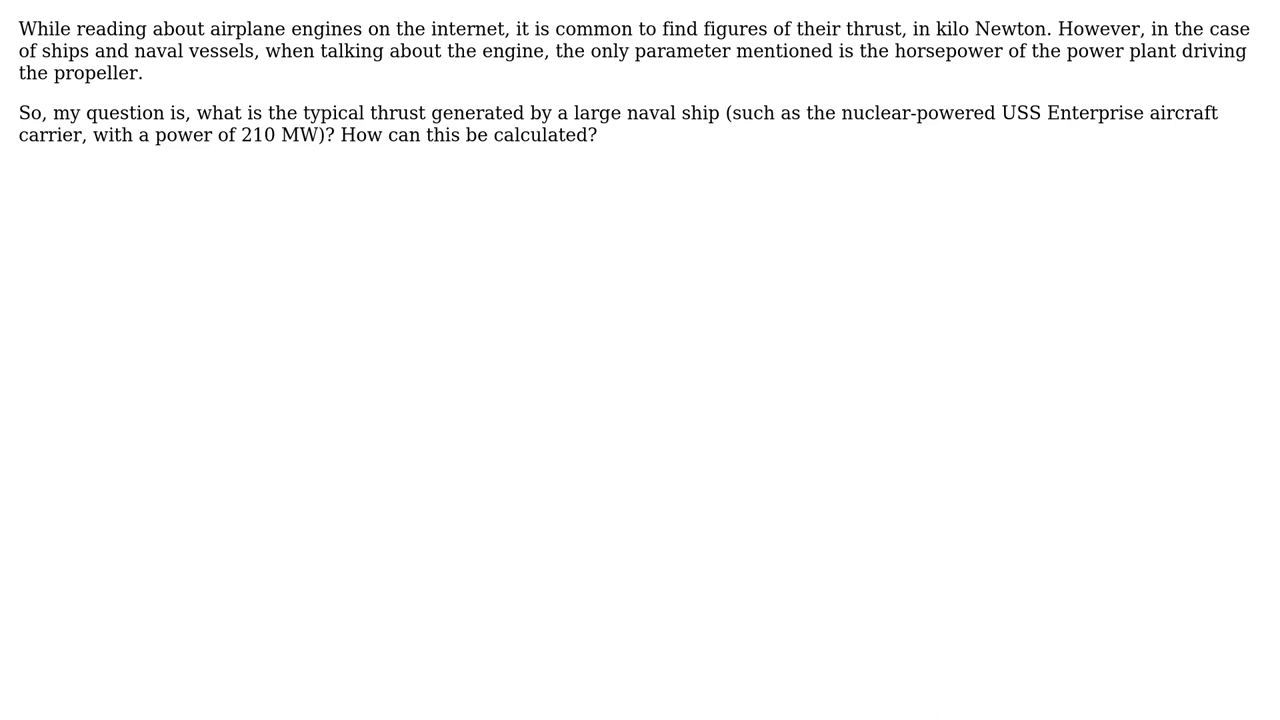 While reading about airplane engines on the internet, it is common to find figures of their thrust, in kilo Newton. However, in the case
of ships and naval vessels, when talking about the engine, the only parameter mentioned is the horsepower of the power plant driving
the propeller.
So, my question is, what is the typical thrust generated by a large naval ship (such as the nuclear-powered USS Enterprise aircraft
carrier, with a power of 210 MW)? How can this be calculated?